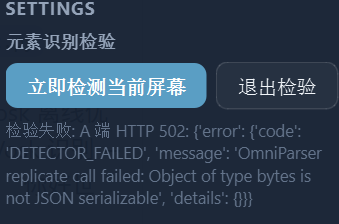 SETTINGS
元素识别检验
立即检测当前屏幕 退出检验
检验失败: A 端 HTTP 502: {'error': {'code':
'DETECTOR_FAILED', 'message': 'OmniParser
replicate call failed: Object of type bytes is
not JSON serializable', 'details': {}}}